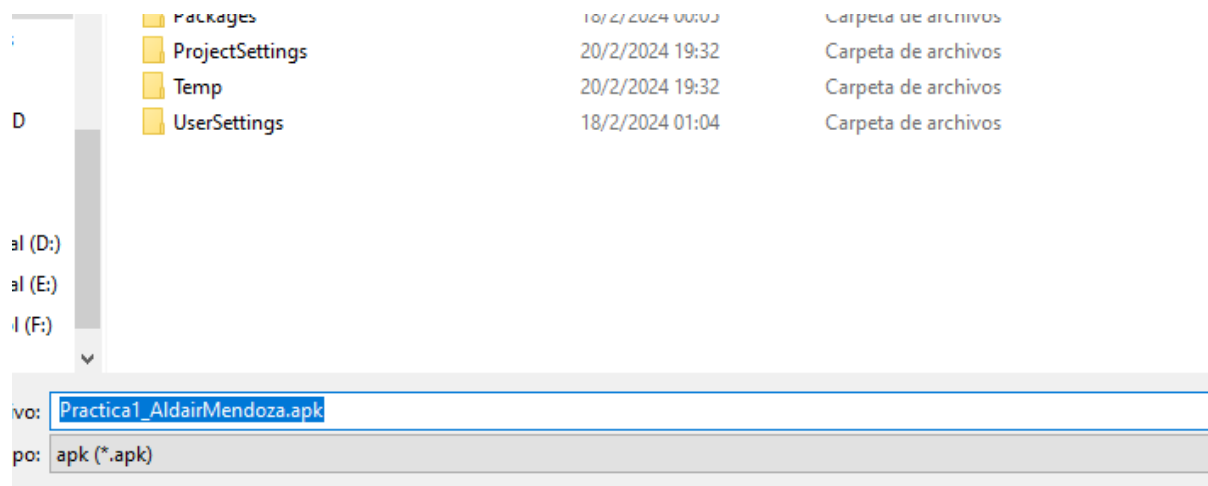 Packages 18/2/2024 00:05 Carpeta de archivos
ProjectSettings 20/2/2024 19:32 Carpeta de archivos
Temp 20/2/2024 19:32 Carpeta de archivos
D UserSettings 18/2/2024 01:04 Carpeta de archivos
al (D:)
al (E:)
l (F:)
ivo: Practica1_AldairMendoza.apk
po: apk (*.apk)